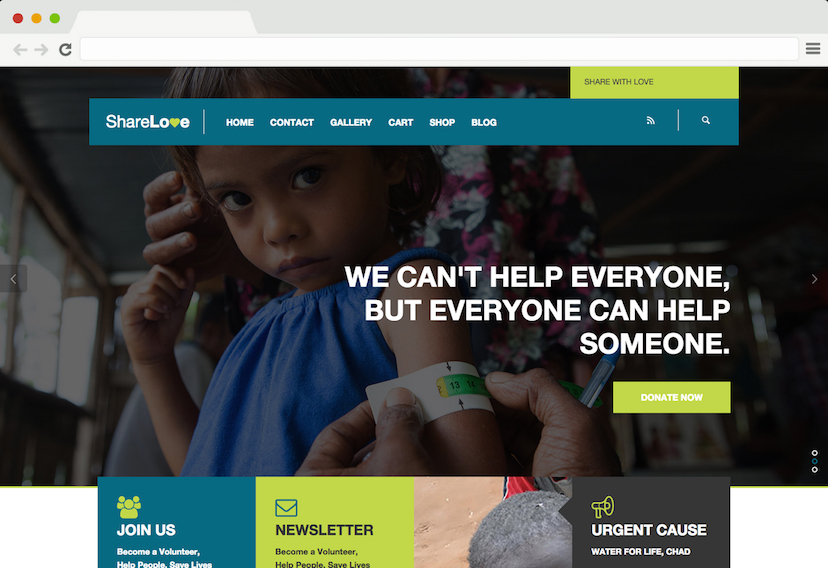 SHARE WITH LOVE
ShareLove
HOME CONTACT GALLERY CART SHOP BLOG
WE CAN'T HELP EVERYONE,
BUT EVERYONE CAN HELP
SOMEONE.
13 14
DONATE NOW
JOIN US
Become a Volunteer,
Help People, Save Lives
NEWSLETTER
Become a Volunteer,
Help People, Save Lives
URGENT CAUSE
WATER FOR LIFE, CHAD